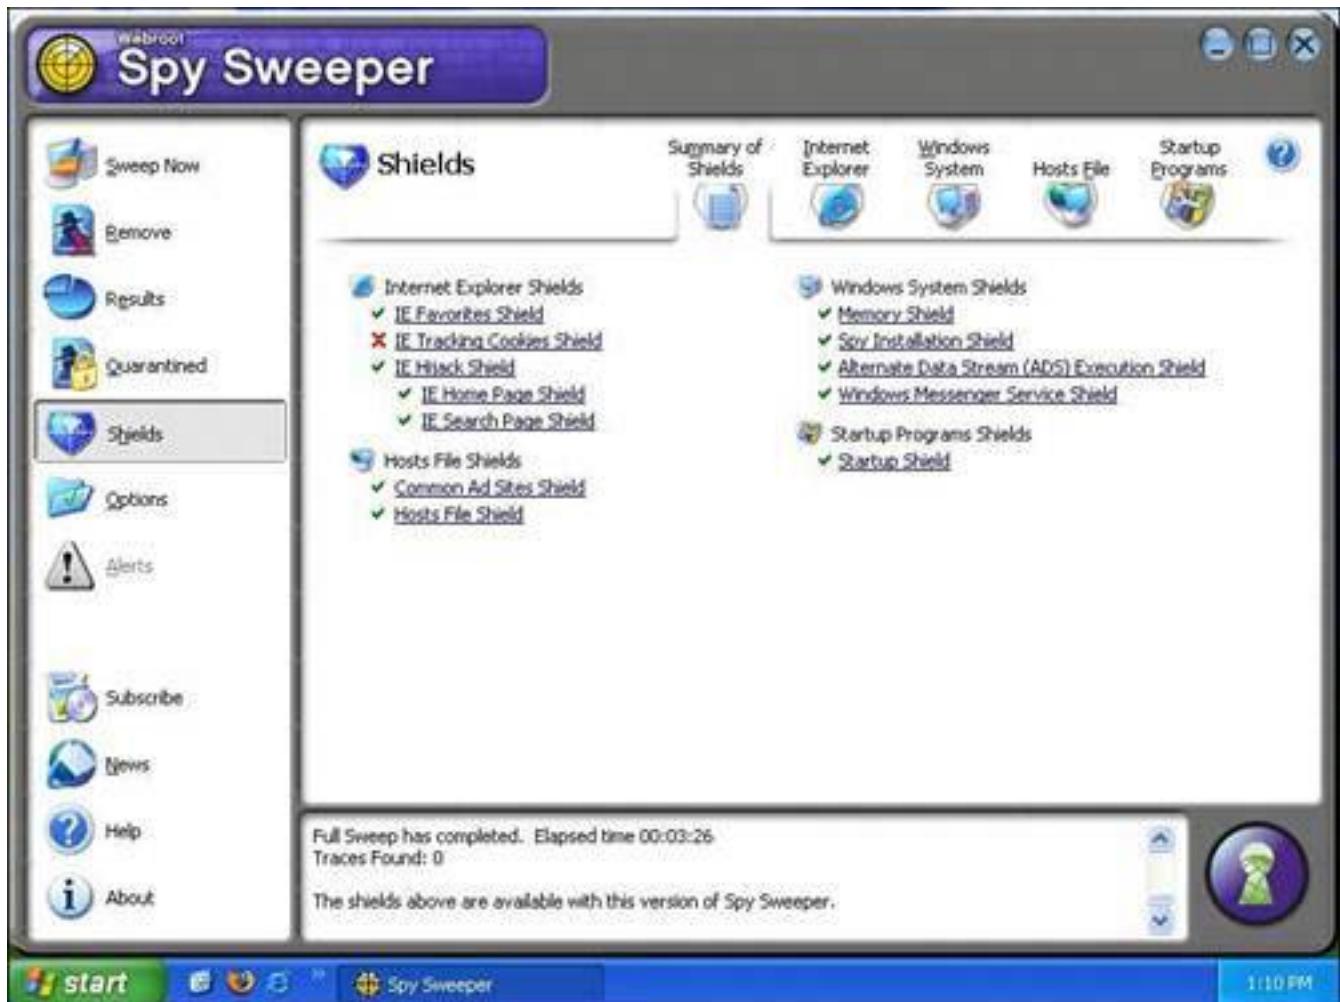 Webroot
Spy Sweeper
Sweep Now
Remove
Results
Quarantined
Shields
Options
Alerts
Subscribe
News
Help
About
Shields
Summary of Shields
Internet Explorer
Windows System
Hosts File
Startup Programs
Internet Explorer Shields
IE Favorites Shield
IE Tracking Cookies Shield
IE Hijack Shield
IE Home Page Shield
IE Search Page Shield
Hosts File Shields
Common Ad Sites Shield
Hosts File Shield
Windows System Shields
Memory Shield
Spy Installation Shield
Alternate Data Stream (ADS) Execution Shield
Windows Messenger Service Shield
Startup Programs Shields
Startup Shield
Full Sweep has completed. Elapsed time 00:03:26
Traces Found: 0
The shields above are available with this version of Spy Sweeper.
start
Spy Sweeper
1:10 PM